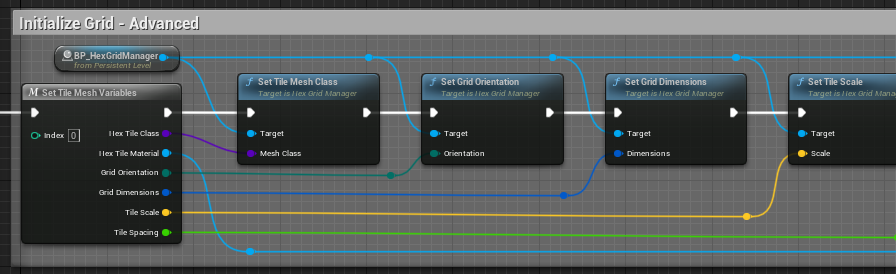 Initialize Grid - Advanced
BP_HexGridManager
from Persistent Level
M Set Tile Mesh Variables
Index 0
Hex Tile Class
Hex Tile Material
Grid Orientation
Grid Dimensions
Tile Scale
Tile Spacing
f Set Tile Mesh Class
Target is Hex Grid Manager
Target
Mesh Class
f Set Grid Orientation
Target is Hex Grid Manager
Target
Orientation
f Set Grid Dimensions
Target is Hex Grid Manager
Target
Dimensions
f Set Tile Scale
Target is Hex Grid Manager
Target
Scale